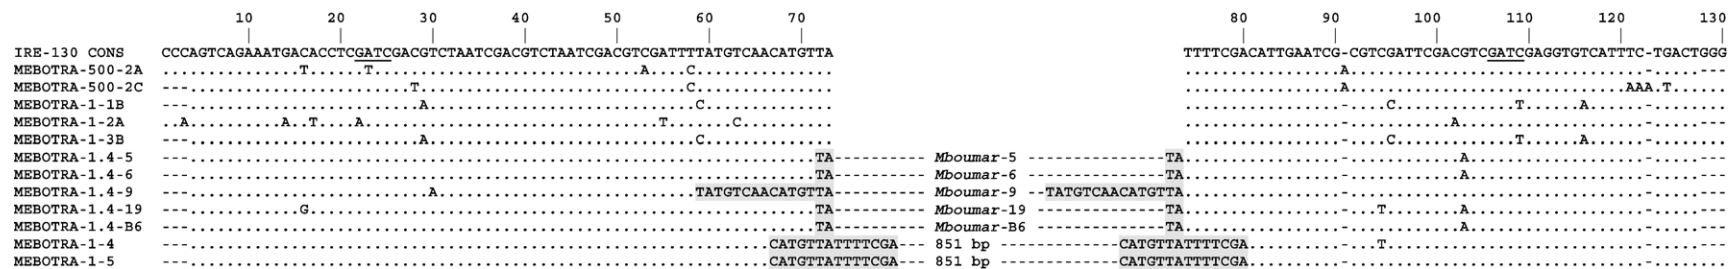 10 20 30 40 50 60 70 80 90 100 110 120 130
IRE-130 CONS CCCAGTCAGAAATGACACCTCGATCGACGTCTAATCGACGTCTAATCGACGTCGATTTTATGTCAACATGTTA TTTTCGACATTGAATCG-CGTCGATTCGACGTCGATCGAGGTGTCATTTC-TGACTGGG
MEBOTRA-500-2A ...............T......T.............................A....C............... .................A................................-.....---
MEBOTRA-500-2C ---........................T.............................C............... .................A..............................AAA.T...---
MEBOTRA-1-1B ---.........................A.............................C.............. .................-....C.............T......A......-.....---
MEBOTRA-1-2A ..A..........A..T....A................................T.......C.......... .................-...........A....................-.....---
MEBOTRA-1-3B ---.........................A.............................C.............. .................-....C.............T......A......-.....---
MEBOTRA-1.4-5 ---....................................................................TA---------- Mboumar-5 ---------------TA.................-............A...................-.....---
MEBOTRA-1.4-6 ---....................................................................TA---------- Mboumar-6 ---------------TA.................-............A...................-.....---
MEBOTRA-1.4-9 ---..........................A............................TATGTCAACATGTTA---------- Mboumar-9 --TATGTCAACATGTTA.................-................................-.....---
MEBOTRA-1.4-19 ---............G.......................................................TA---------- Mboumar-19 --------------TA.................-...T........A...................-.....---
MEBOTRA-1.4-B6 ---....................................................................TA---------- Mboumar-B6 --------------TA.................-............A...................-.....---
MEBOTRA-1-4 ---...............................................................CATGTTATTTTCGA--- 851 bp -------------CATGTTATTTTCGA..........-...T............................-.....---
MEBOTRA-1-5 ---...............................................................CATGTTATTTTCGA--- 851 bp -------------CATGTTATTTTCGA..........-................................-.....---